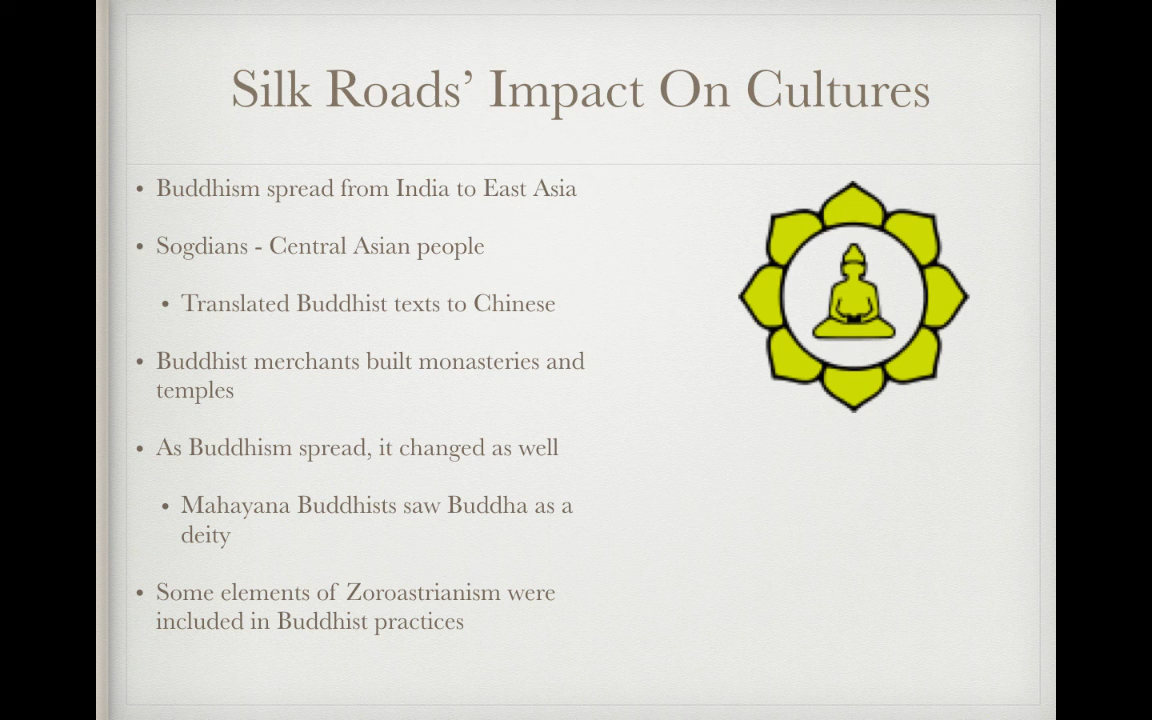 Silk Roads’ Impact On Cultures
• Buddhism spread from India to East Asia
• Sogdians - Central Asian people
• Translated Buddhist texts to Chinese
• Buddhist merchants built monasteries and
temples
• As Buddhism spread, it changed as well
• Mahayana Buddhists saw Buddha as a
deity
• Some elements of Zoroastrianism were
included in Buddhist practices